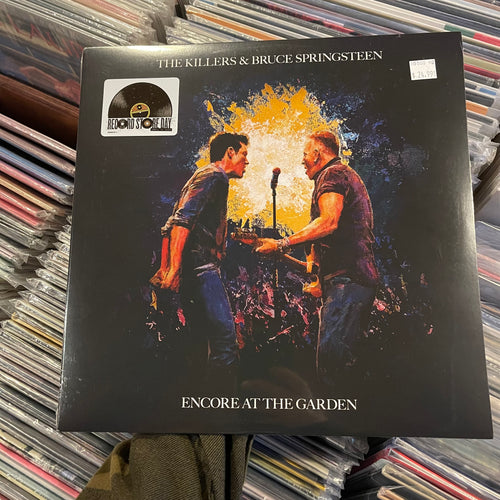 THE KILLERS & BRUCE SPRINGSTEEN
$ 24.99
RECORD STORE DAY
ENCORE AT THE GARDEN